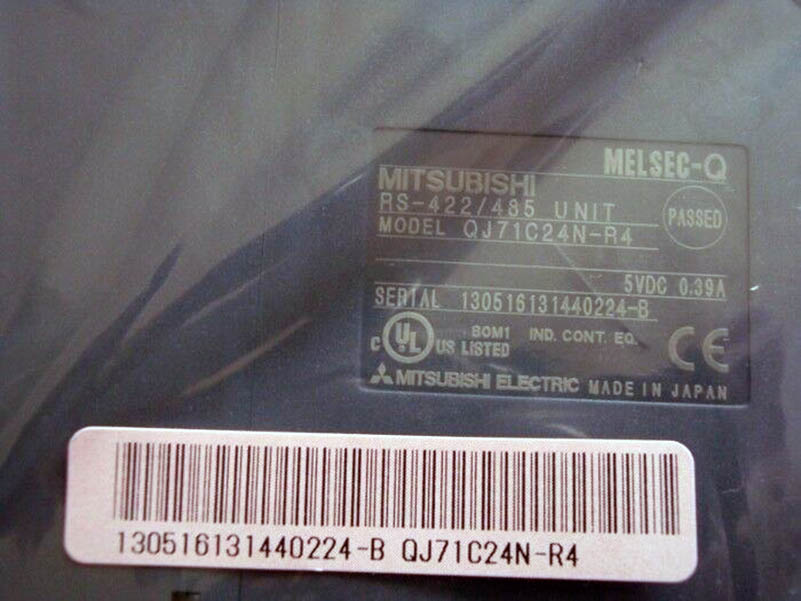 MELSEC-Q
MITSUBISHI
RS-422/485 UNIT
PASSED
MODEL QJ71C24N-R4
5VDC 0.39A
SERIAL 130516131440224-B
C UL US LISTED 80M1 IND. CONT. EQ. CE
MITSUBISHI ELECTRIC MADE IN JAPAN
130516131440224-B QJ71C24N-R4